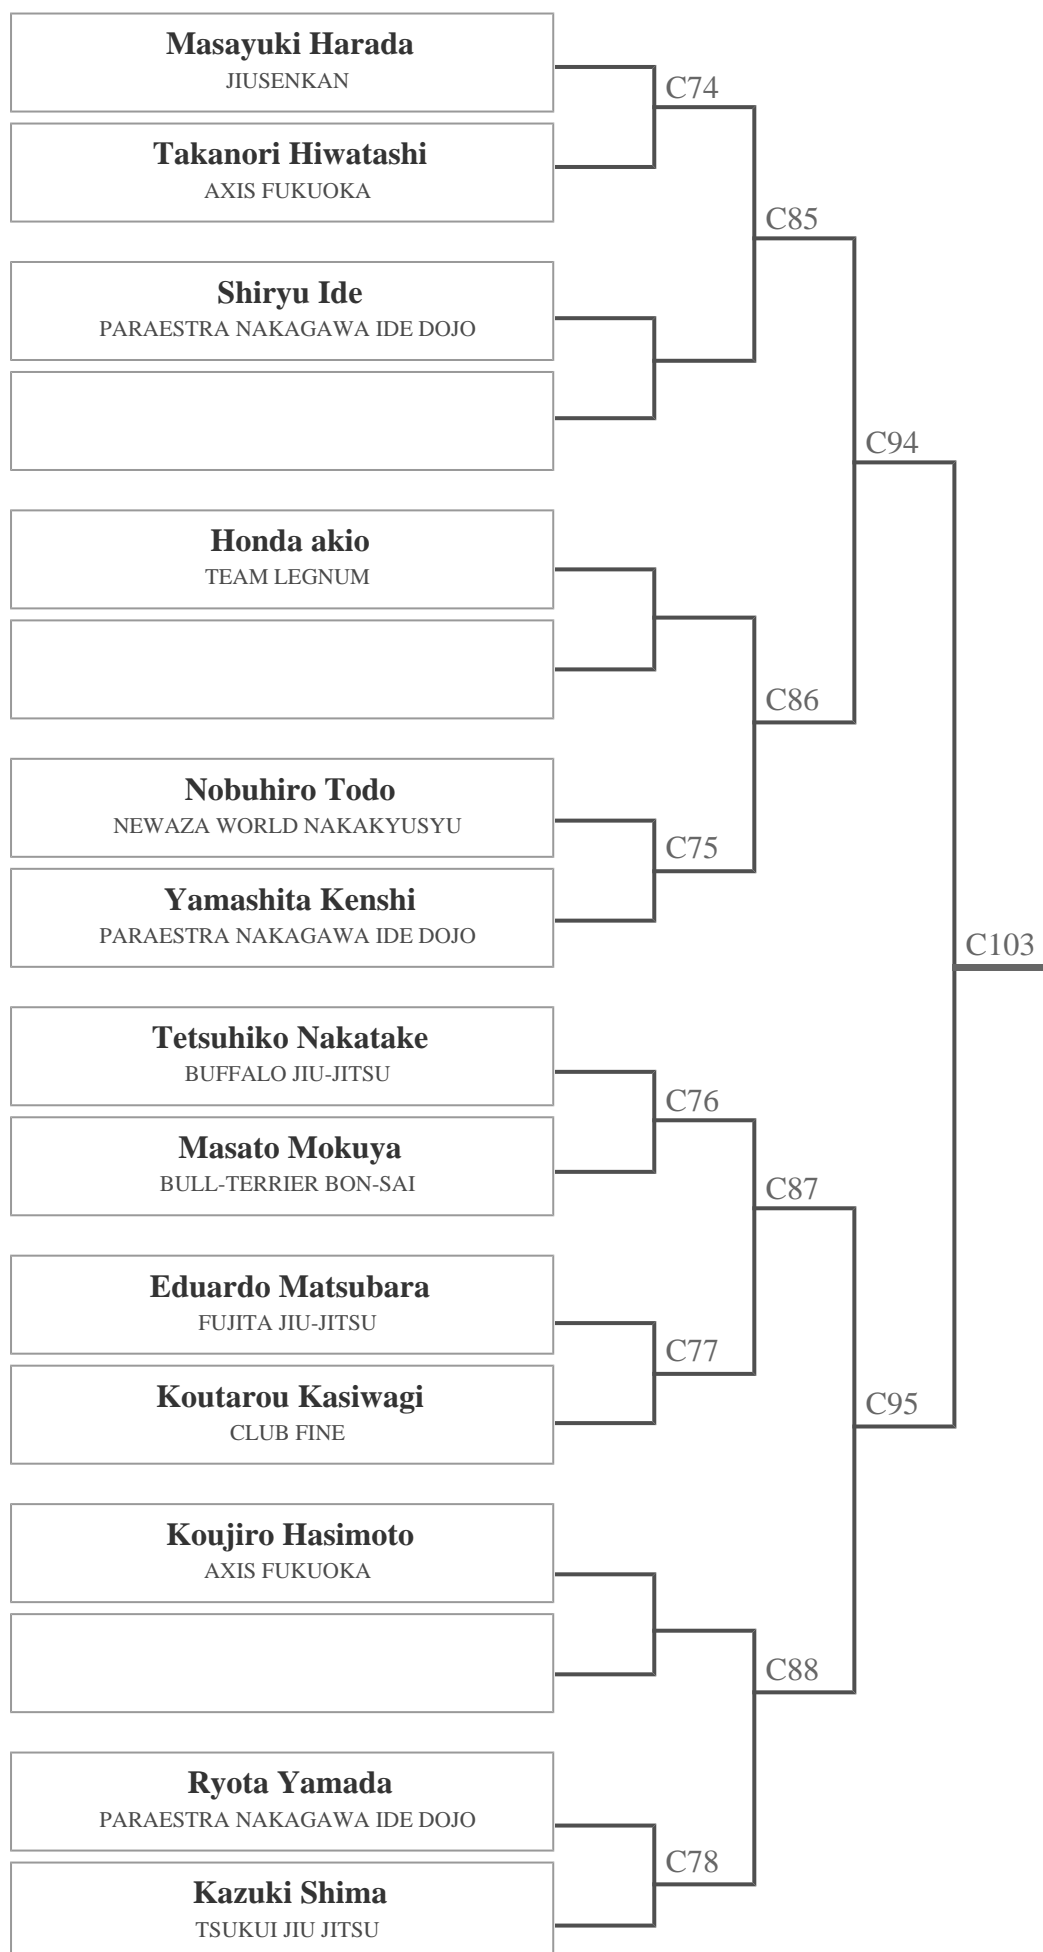 Masayuki Harada
JIUSENKAN
C74
Takanori Hiwatashi
AXIS FUKUOKA
C85
Shiryu Ide
PARAESTRA NAKAGAWA IDE DOJO
C94
Honda akio
TEAM LEGNUM
C86
Nobuhiro Todo
NEWAZA WORLD NAKAKYUSYU
C75
Yamashita Kenshi
PARAESTRA NAKAGAWA IDE DOJO
C103
Tetsuhiko Nakatake
BUFFALO JIU-JITSU
C76
Masato Mokuya
BULL-TERRIER BON-SAI
C87
Eduardo Matsubara
FUJITA JIU-JITSU
C77
Koutarou Kasiwagi
CLUB FINE
C95
Koujiro Hasimoto
AXIS FUKUOKA
C88
Ryota Yamada
PARAESTRA NAKAGAWA IDE DOJO
C78
Kazuki Shima
TSUKUI JIU JITSU